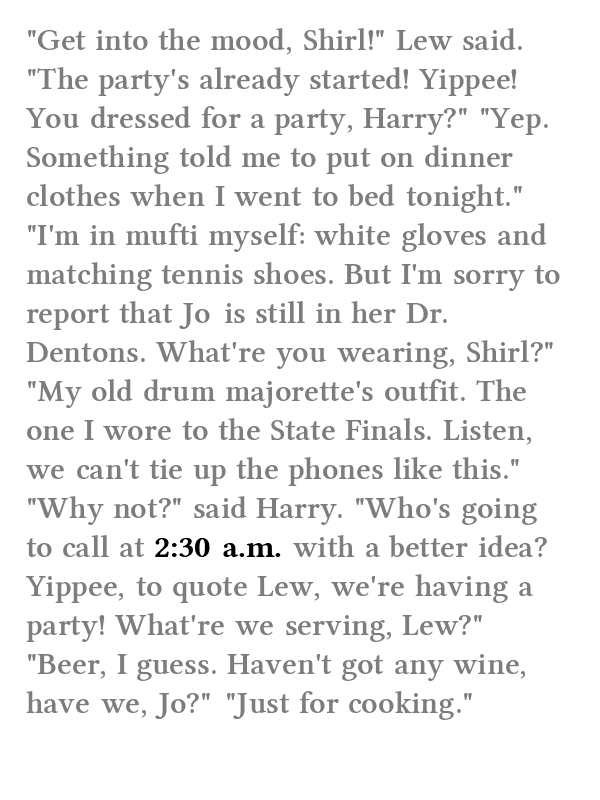 "Get into the mood, Shirl!" Lew said.
"The party's already started! Yippee!
You dressed for a party, Harry?" "Yep.
Something told me to put on dinner
clothes when I went to bed tonight."
"I'm in mufti myself: white gloves and
matching tennis shoes. But I'm sorry to
report that Jo is still in her Dr.
Dentons. What're you wearing, Shirl?"
"My old drum majorette's outfit. The
one I wore to the State Finals. Listen,
we can't tie up the phones like this."
"Why not?" said Harry. "Who's going
to call at 2:30 a.m. with a better idea?
Yippee, to quote Lew, we're having a
party! What're we serving, Lew?"
"Beer, I guess. Haven't got any wine,
have we, Jo?" "Just for cooking."